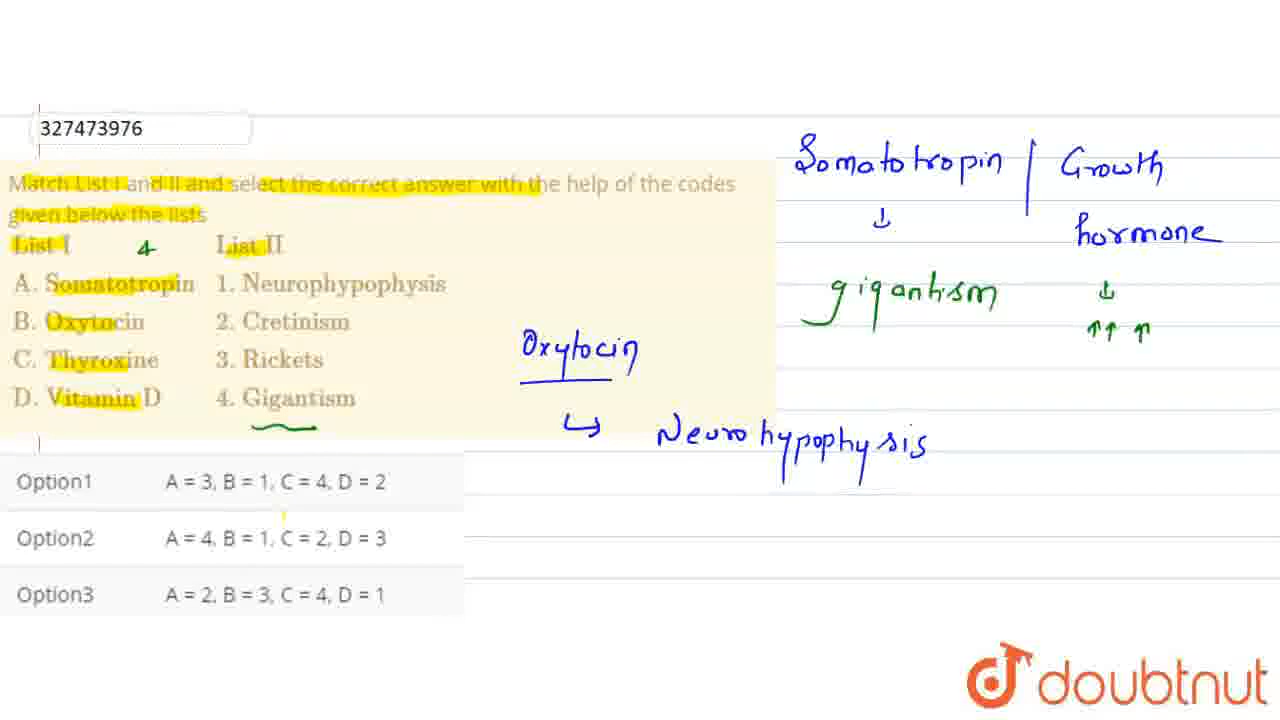 327473976
Match List I and II and select the correct answer with the help of the codes
given below the lists
List I 4 List II
A. Somatotropin 1. Neurophypophysis
B. Oxytocin 2. Cretinism
C. Thyroxine 3. Rickets
D. Vitamin D 4. Gigantism
Option1 A = 3, B = 1, C = 4, D = 2
Option2 A = 4, B = 1, C = 2, D = 3
Option3 A = 2, B = 3, C = 4, D = 1
Somatotropin | Growth
↓ hormone
gigantism ↓
↑↑ ↑
Oxytocin
↳ Neurohypophysis
doubtnut